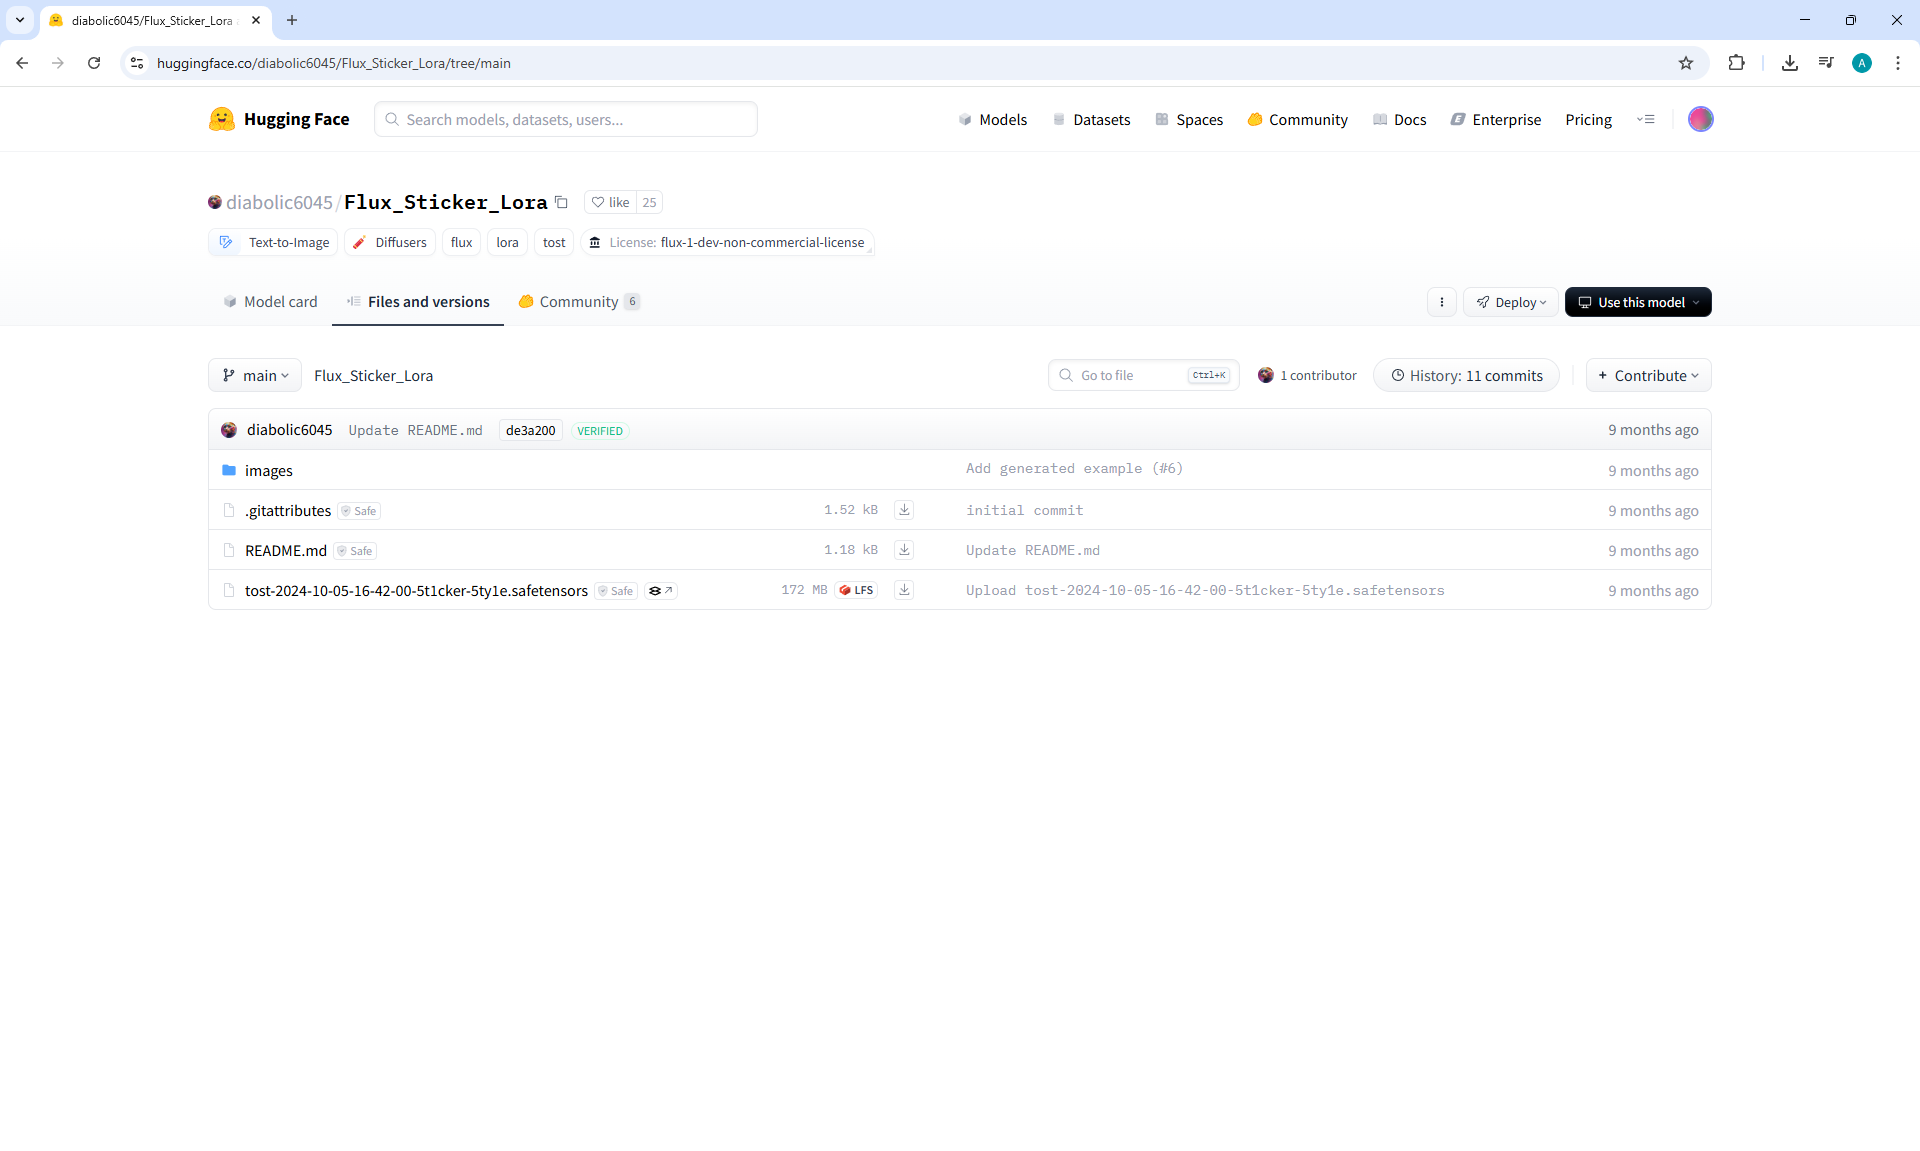 diabolic6045/Flux_Sticker_Lora
huggingface.co/diabolic6045/Flux_Sticker_Lora/tree/main
A
Hugging Face
Search models, datasets, users...
Models
Datasets
Spaces
Community
Docs
Enterprise
Pricing
diabolic6045/Flux_Sticker_Lora
like 25
Text-to-Image
Diffusers
flux
lora
tost
License: flux-1-dev-non-commercial-license
Model card
Files and versions
Community 6
Deploy
Use this model
main
Flux_Sticker_Lora
Go to file Ctrl+K
1 contributor
History: 11 commits
+ Contribute
diabolic6045 Update README.md de3a200 VERIFIED 9 months ago
images Add generated example (#6) 9 months ago
.gitattributes Safe 1.52 kB initial commit 9 months ago
README.md Safe 1.18 kB Update README.md 9 months ago
tost-2024-10-05-16-42-00-5t1cker-5ty1e.safetensors Safe 172 MB LFS Upload tost-2024-10-05-16-42-00-5t1cker-5ty1e.safetensors 9 months ago